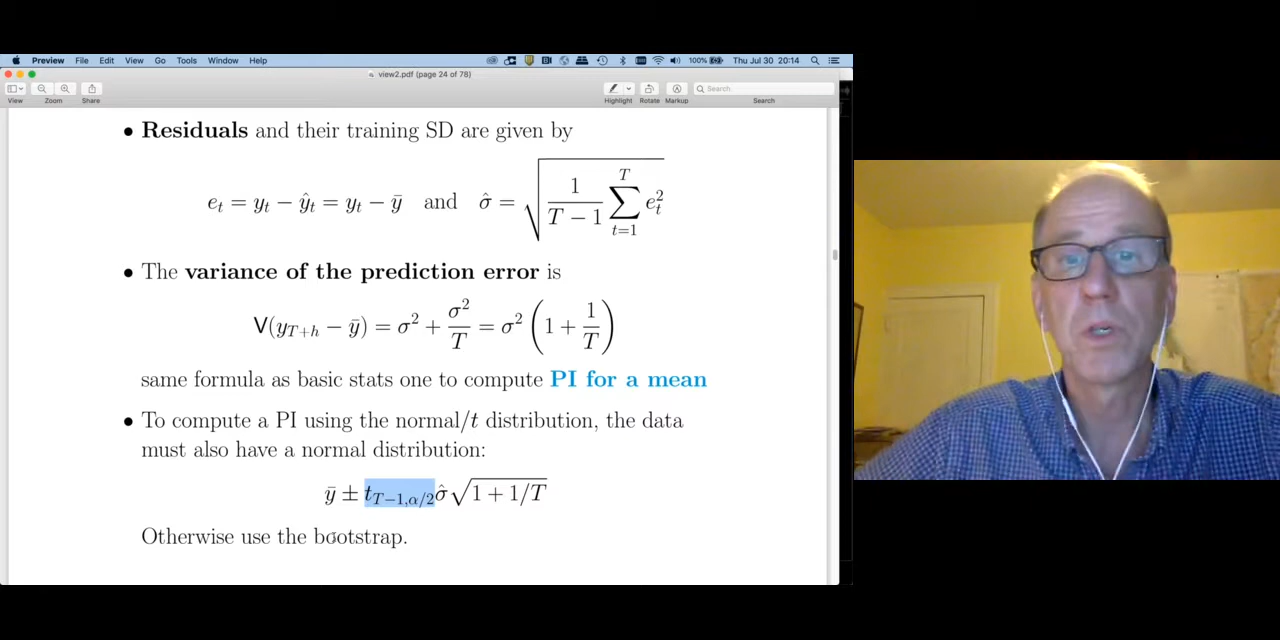 Preview File Edit View Go Tools Window Help 100% Thu Jul 30 20:14
view2.pdf (page 24 of 78)
Search
View Zoom Share Highlight Rotate Markup Search
• Residuals and their training SD are given by
e_t = y_t − ŷ_t = y_t − ȳ and σ̂ = √(1/(T − 1) ∑_{t=1}^{T} e_t^2)
• The variance of the prediction error is
V(y_{T+h} − ȳ) = σ^2 + σ^2/T = σ^2 (1 + 1/T)
same formula as basic stats one to compute PI for a mean
• To compute a PI using the normal/t distribution, the data
must also have a normal distribution:
ȳ ± t_{T−1,α/2} σ̂ √(1 + 1/T)
Otherwise use the bootstrap.